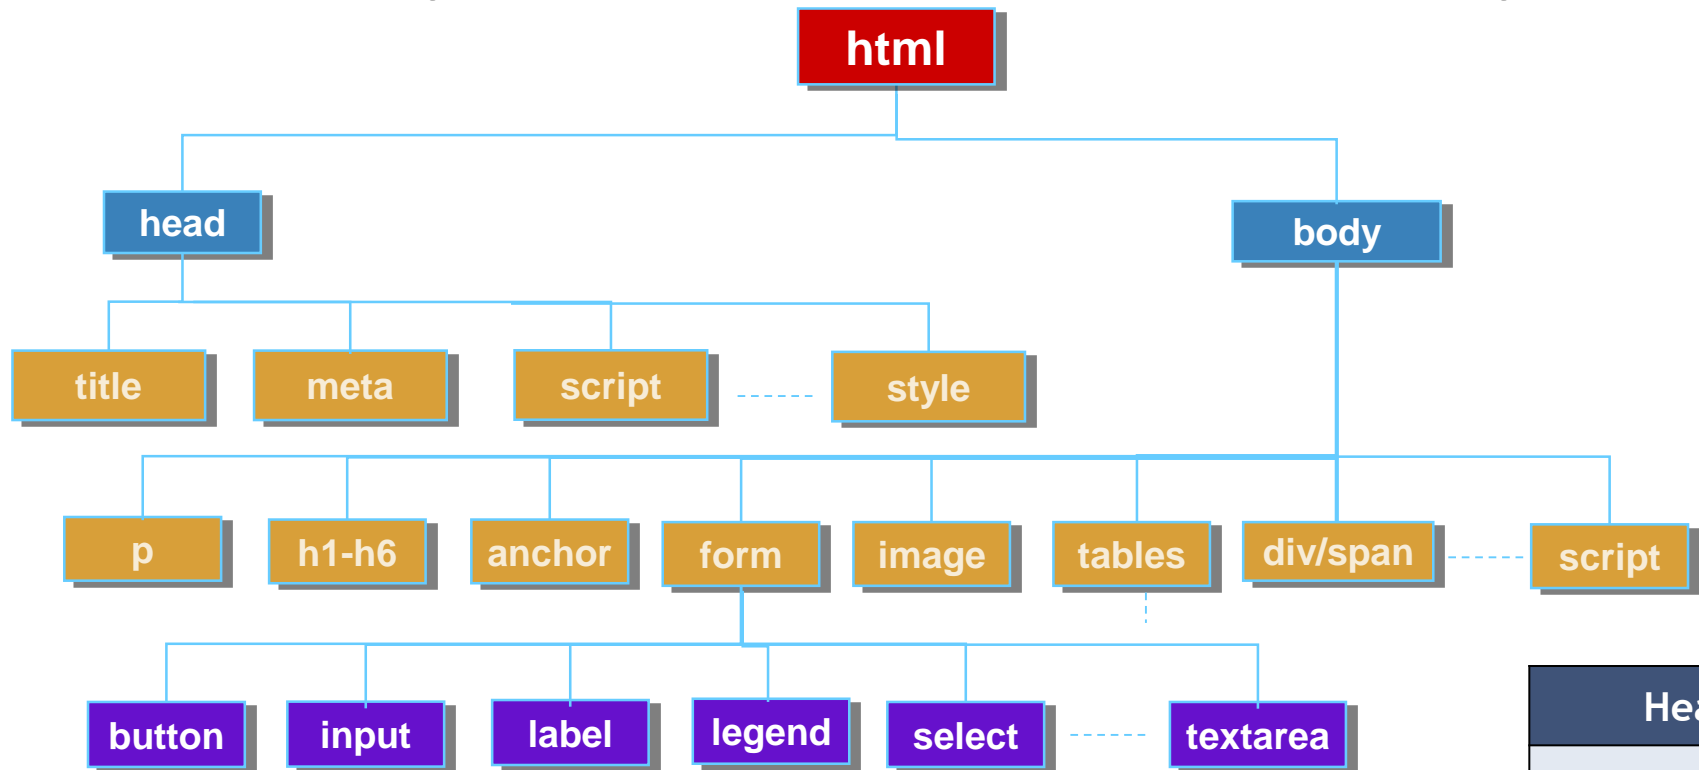 html
head
body
title
meta
script
style
p
h1-h6
anchor
form
image
tables
div/span
script
button
input
label
legend
select
textarea